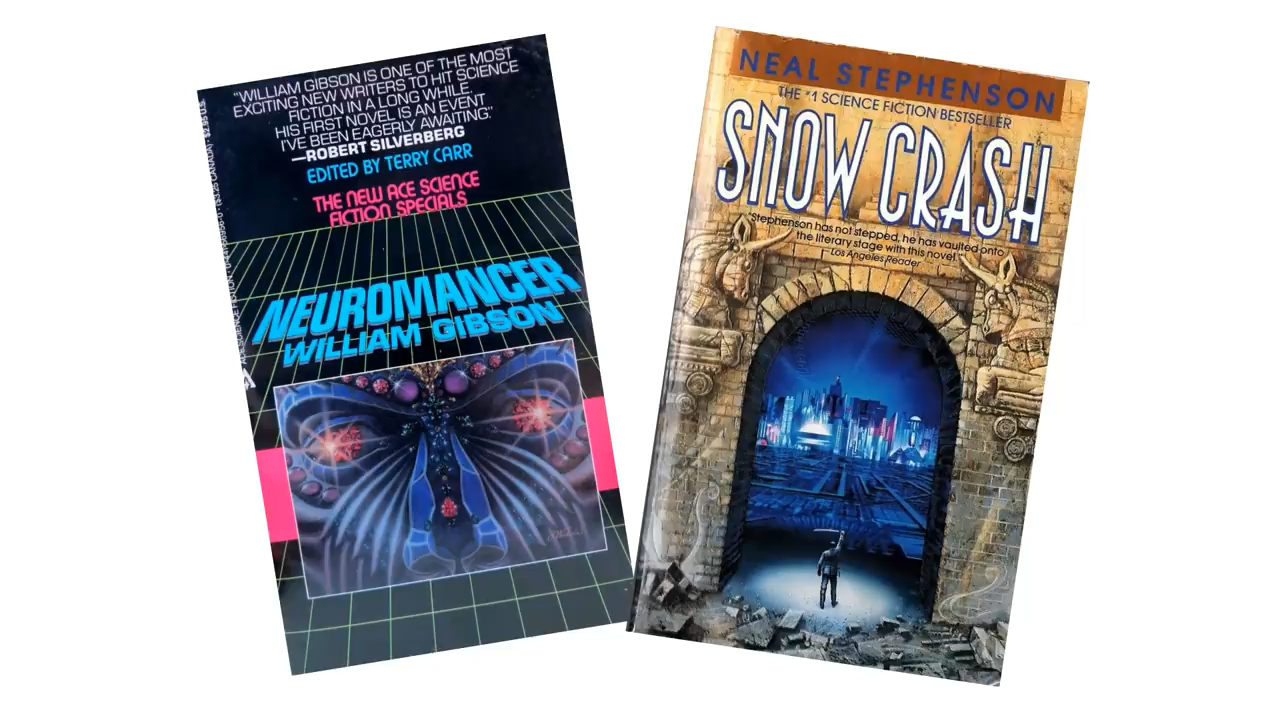 "WILLIAM GIBSON IS ONE OF THE MOST
EXCITING NEW WRITERS TO HIT SCIENCE
FICTION IN A LONG WHILE.
HIS FIRST NOVEL IS AN EVENT
I'VE BEEN EAGERLY AWAITING."
—ROBERT SILVERBERG
EDITED BY TERRY CARR
THE NEW ACE SCIENCE
FICTION SPECIALS
NEUROMANCER
WILLIAM GIBSON
NEAL STEPHENSON
THE #1 SCIENCE FICTION BESTSELLER
SNOW CRASH
"Stephenson has not stepped, he has vaulted onto
the literary stage with this novel."
—Los Angeles Reader